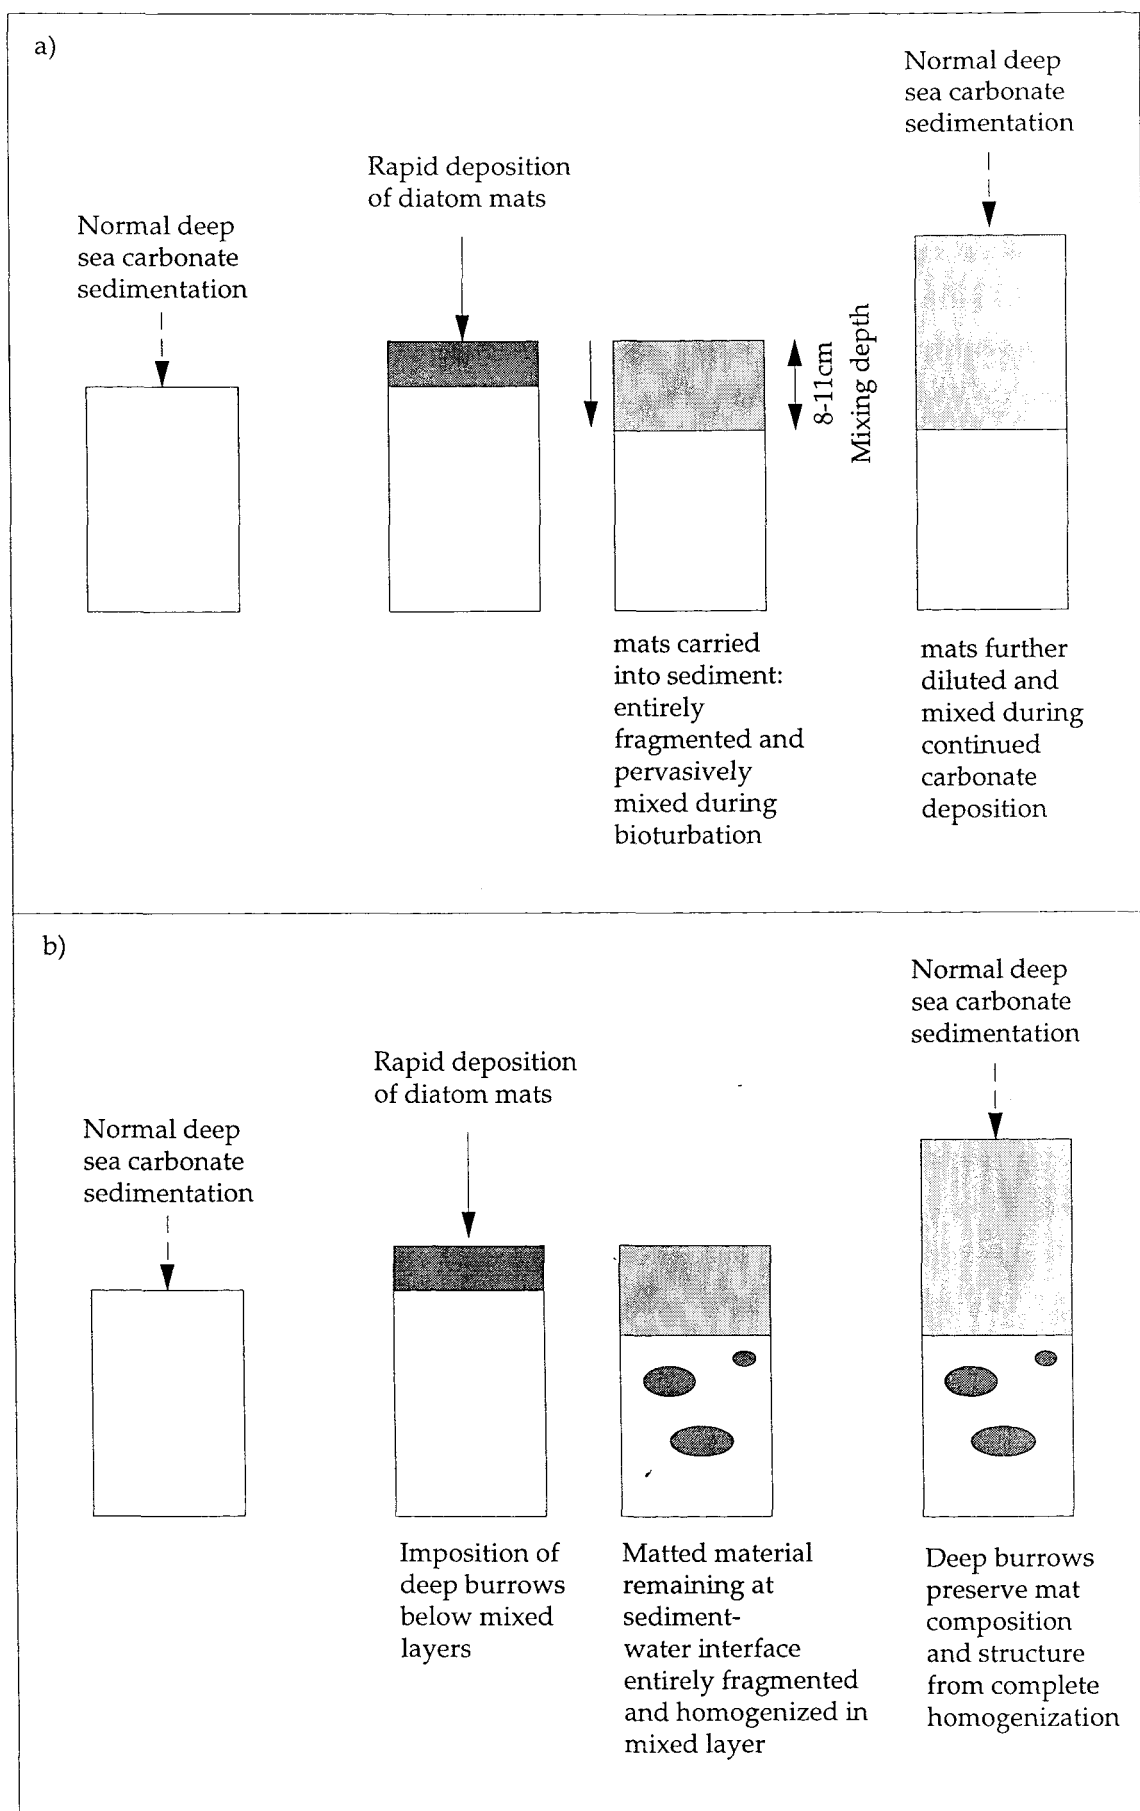 a)
Normal deep
sea carbonate
sedimentation
Rapid deposition
of diatom mats
8-11cm
Mixing depth
Normal deep
sea carbonate
sedimentation
mats carried
into sediment:
entirely
fragmented and
pervasively
mixed during
bioturbation
mats further
diluted and
mixed during
continued
carbonate
deposition
b)
Normal deep
sea carbonate
sedimentation
Rapid deposition
of diatom mats
Normal deep
sea carbonate
sedimentation
Imposition of
deep burrows
below mixed
layers
Matted material
remaining at
sediment-
water interface
entirely fragmented
and homogenized in
mixed layer
Deep burrows
preserve mat
composition
and structure
from complete
homogenization